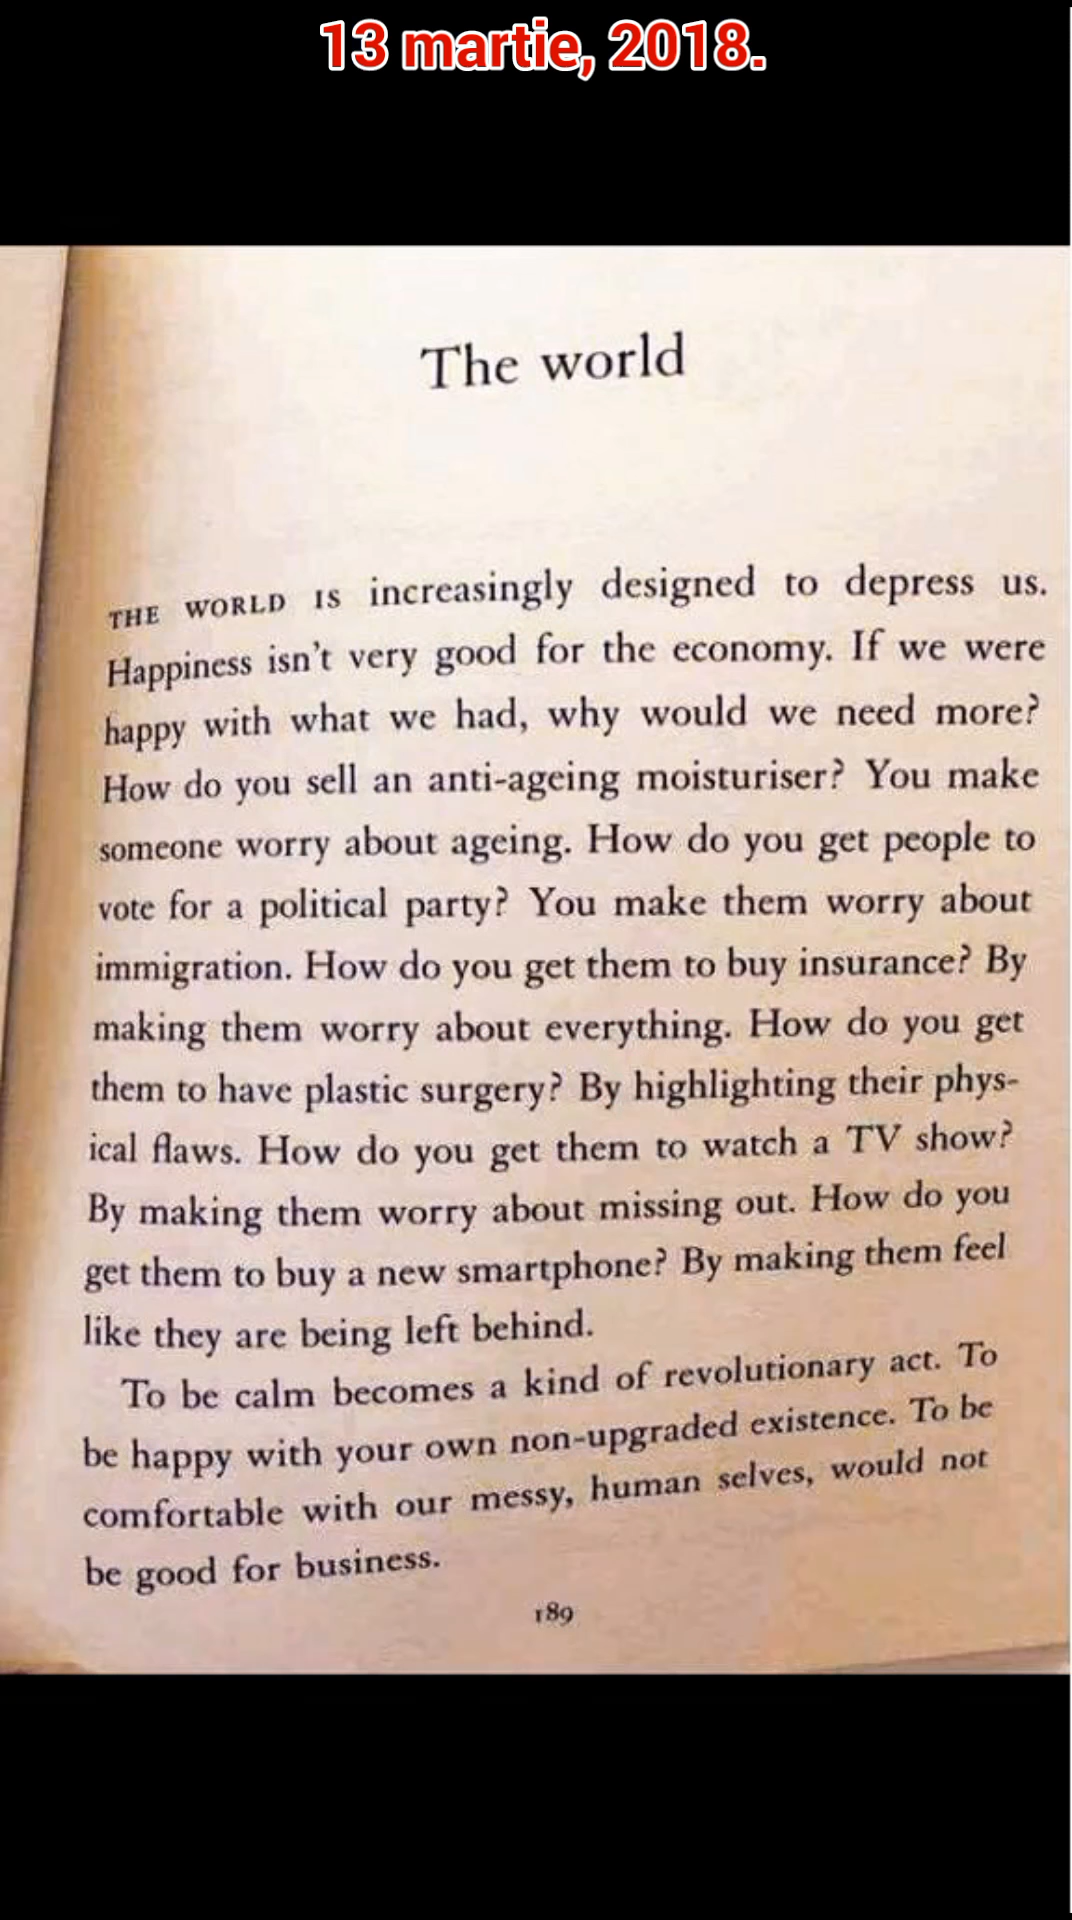 13 martie, 2018.
The world
THE WORLD IS increasingly designed to depress us.
Happiness isn't very good for the economy. If we were
happy with what we had, why would we need more?
How do you sell an anti-ageing moisturiser? You make
someone worry about ageing. How do you get people to
vote for a political party? You make them worry about
immigration. How do you get them to buy insurance? By
making them worry about everything. How do you get
them to have plastic surgery? By highlighting their phys-
ical flaws. How do you get them to watch a TV show?
By making them worry about missing out. How do you
get them to buy a new smartphone? By making them feel
like they are being left behind.
To be calm becomes a kind of revolutionary act. To
be happy with your own non-upgraded existence. To be
comfortable with our messy, human selves, would not
be good for business.
189